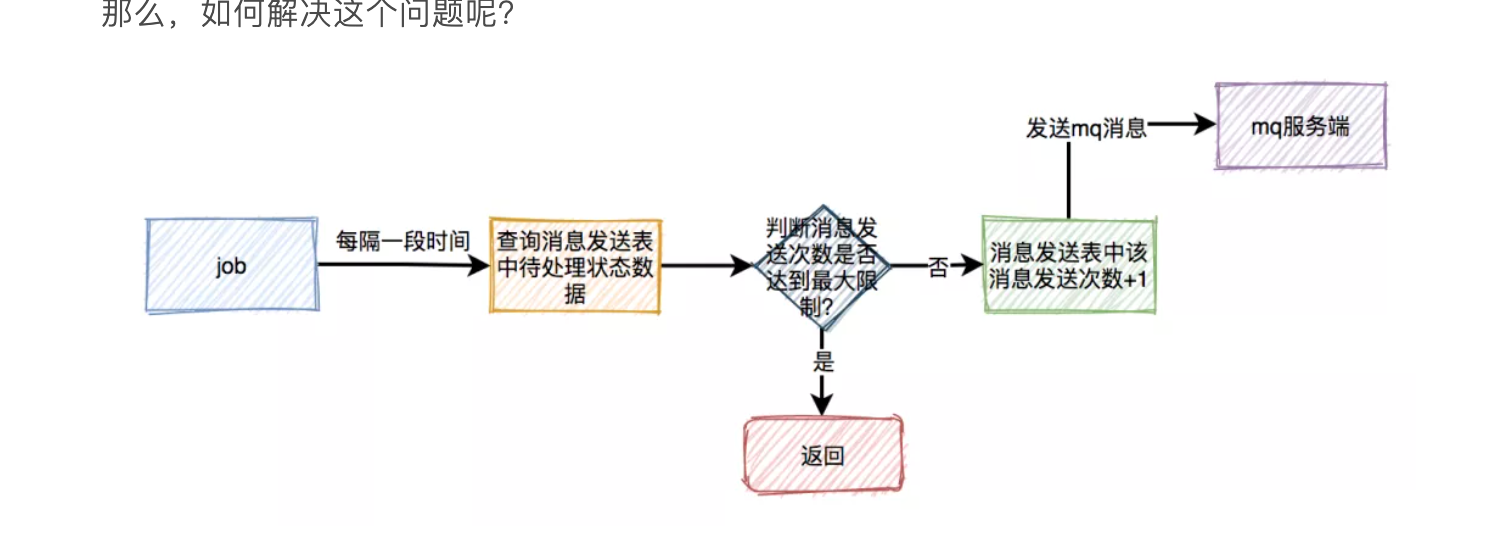 那么，如何解决这个问题呢？
发送mq消息
mq服务端
job
每隔一段时间
查询消息发送表
中待处理状态数
据
判断消息发
送次数是否
达到最大限
制？
否
消息发送表中该
消息发送次数+1
是
返回